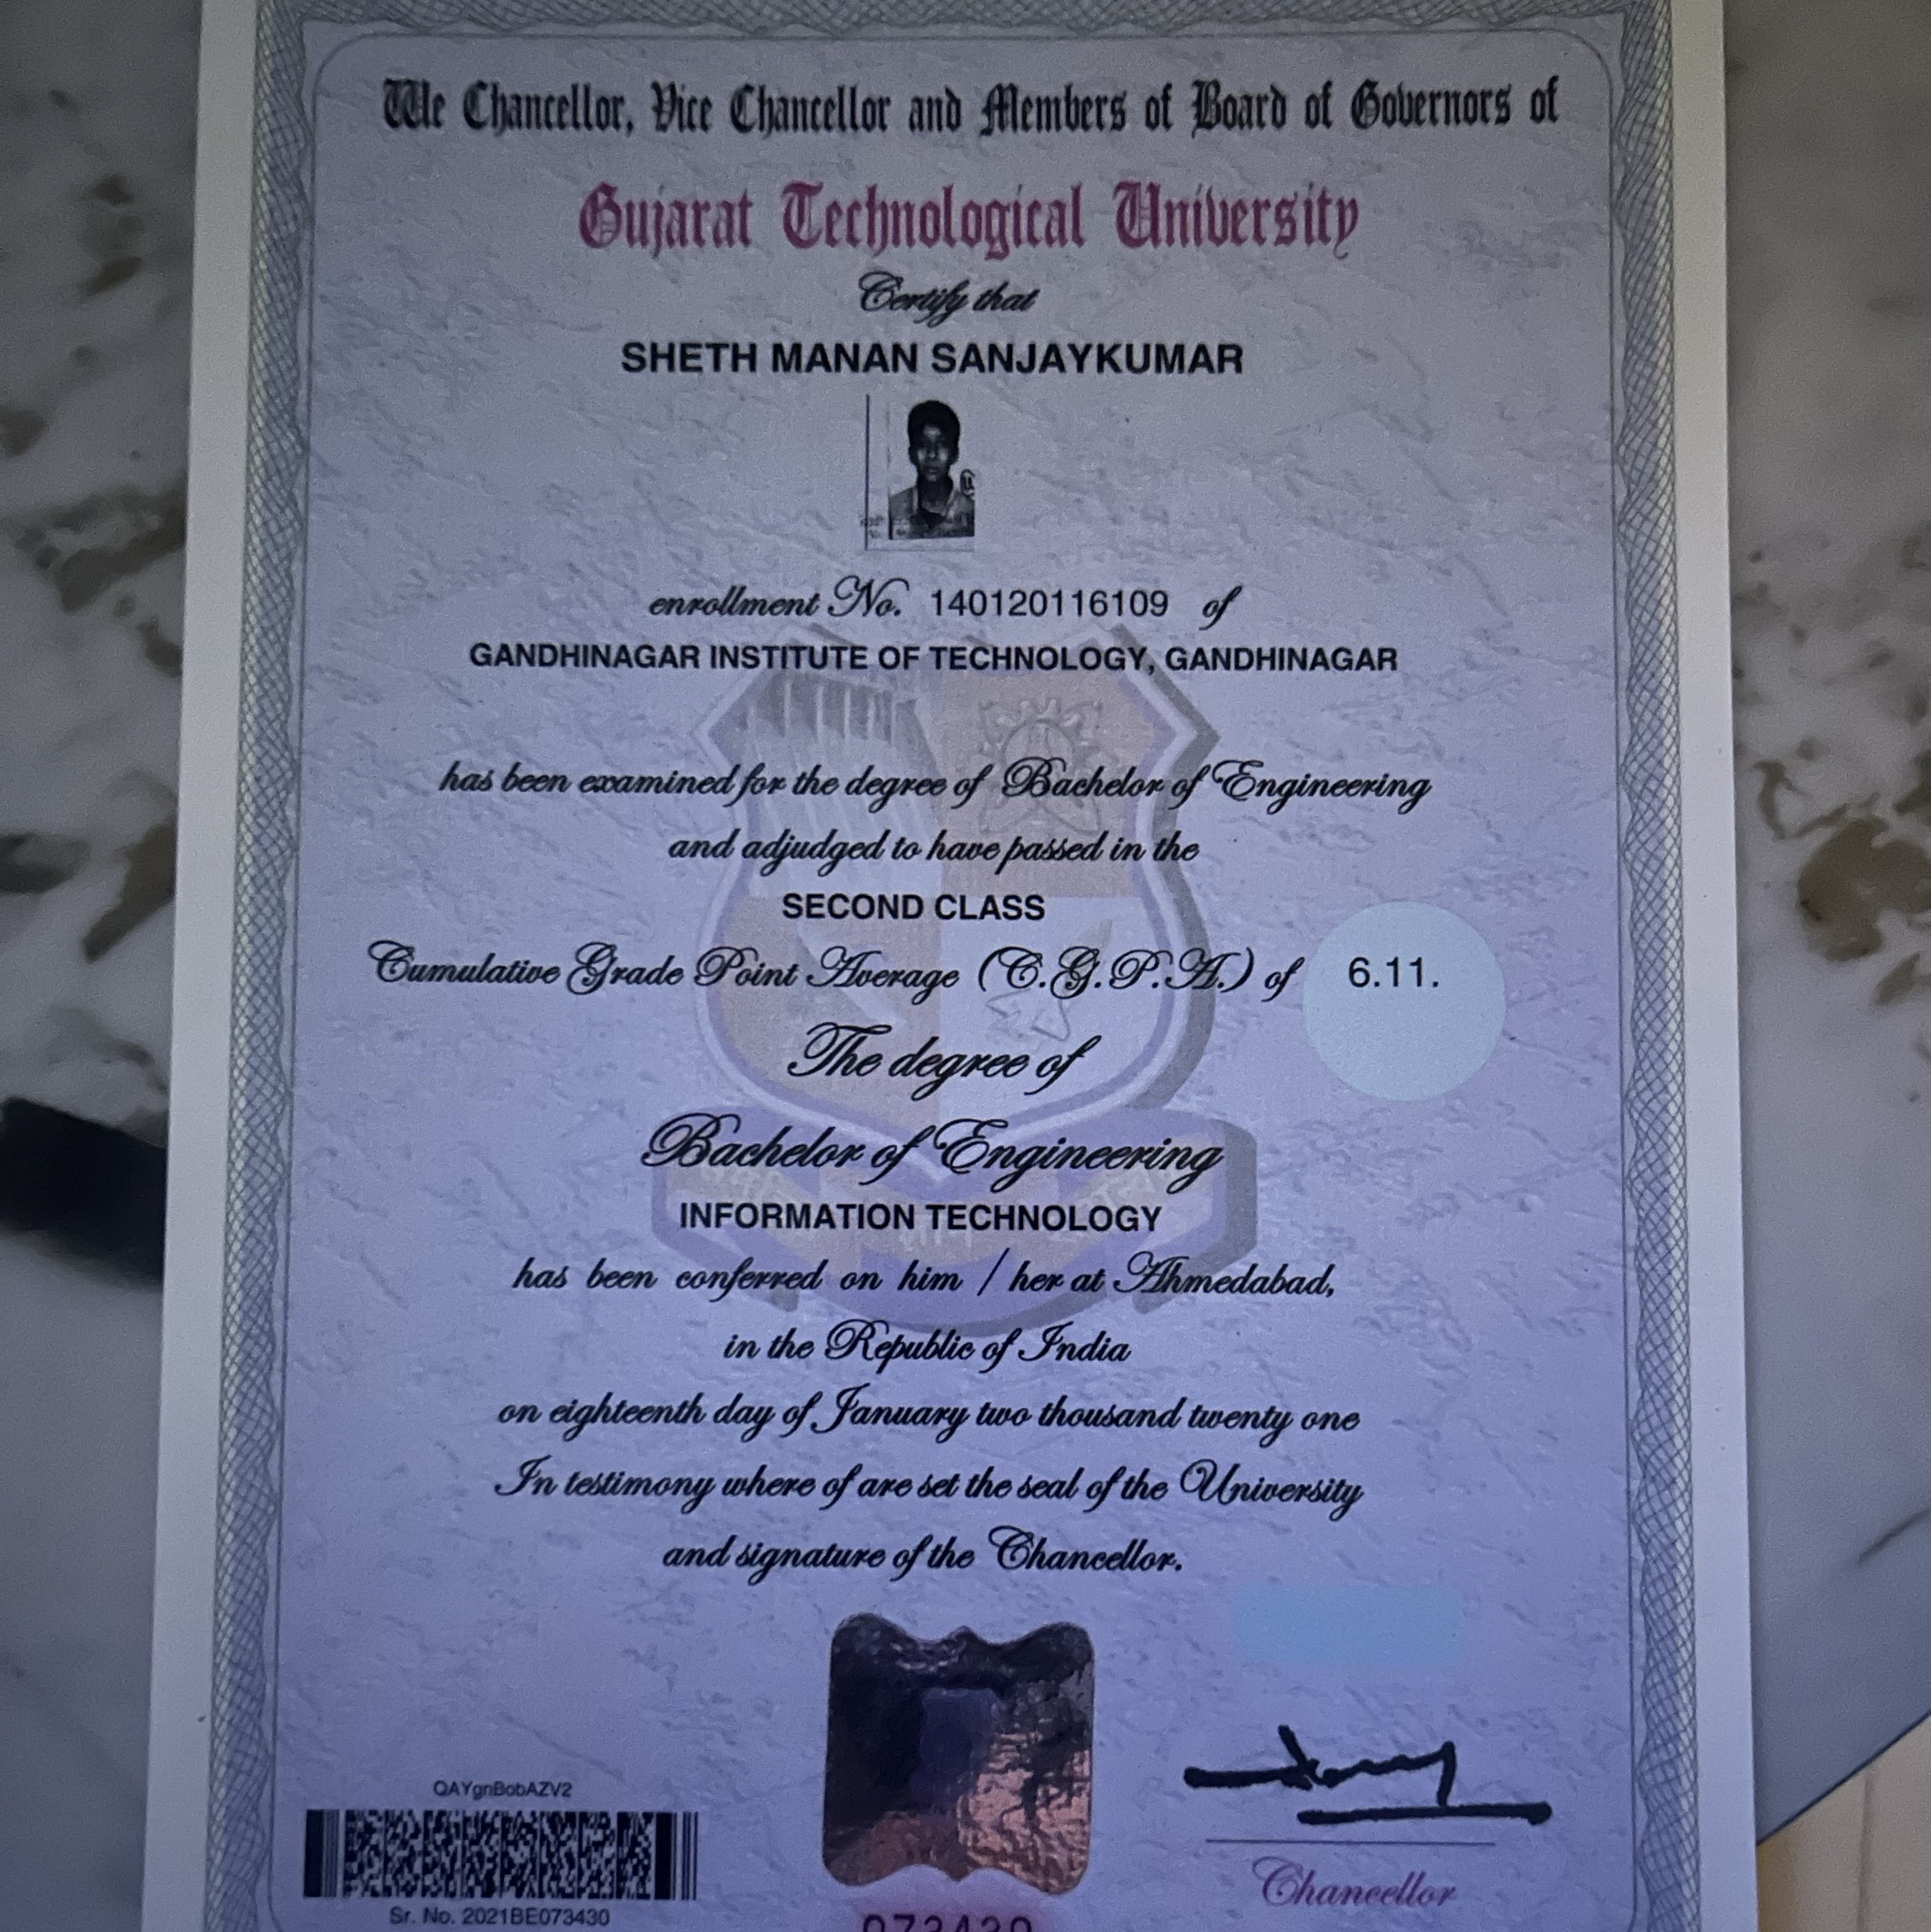 We Chancellor, Vice Chancellor and Members of Board of Governors of
Gujarat Technological University
Certify that
SHETH MANAN SANJAYKUMAR
enrollment No. 140120116109 of
GANDHINAGAR INSTITUTE OF TECHNOLOGY, GANDHINAGAR
has been examined for the degree of Bachelor of Engineering
and adjudged to have passed in the
SECOND CLASS
Cumulative Grade Point Average (C.G.P.A.) of 6.11.
The degree of
Bachelor of Engineering
INFORMATION TECHNOLOGY
has been conferred on him / her at Ahmedabad,
in the Republic of India
on eighteenth day of January two thousand twenty one
In testimony where of are set the seal of the University
and signature of the Chancellor.
QAYgnBobAZV2
Chancellor
Sr. No. 2021BE073430
073430